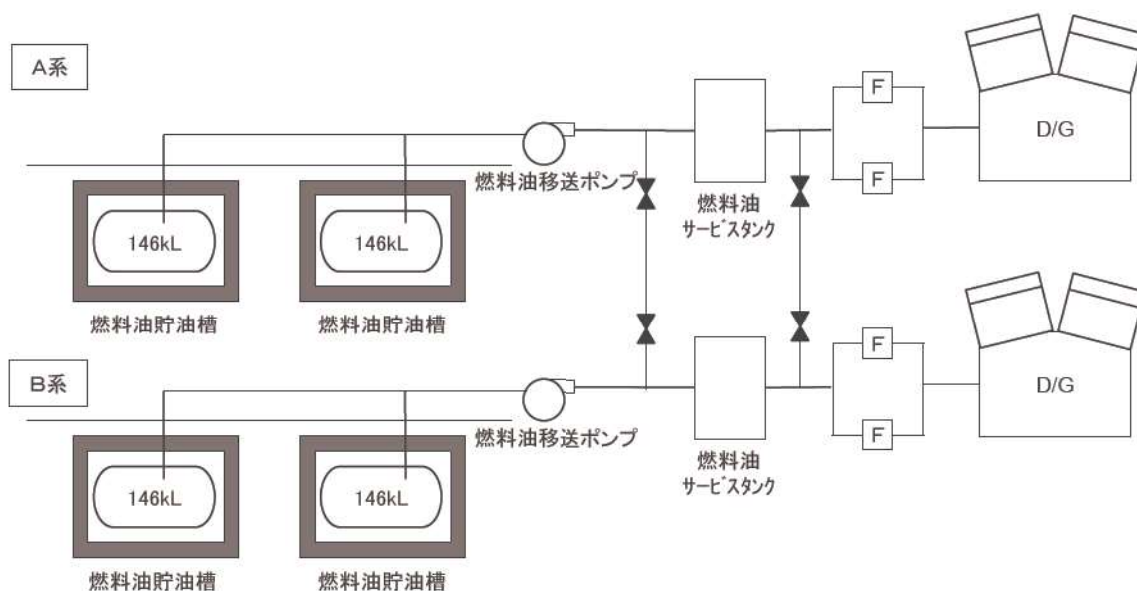 A系
F
D/G
F
燃料油移送ポンプ
燃料油
サービスタンク
146kL
146kL
燃料油貯油槽
燃料油貯油槽
B系
F
D/G
F
燃料油移送ポンプ
燃料油
サービスタンク
146kL
146kL
燃料油貯油槽
燃料油貯油槽